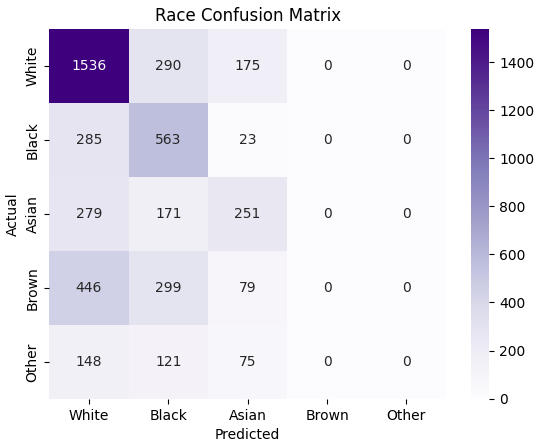 Race Confusion Matrix
White 1536 290 175 0 0
Black 285 563 23 0 0
Asian 279 171 251 0 0
Brown 446 299 79 0 0
Other 148 121 75 0 0
White Black Asian Brown Other
Predicted
Actual
1400
1200
1000
800
600
400
200
0